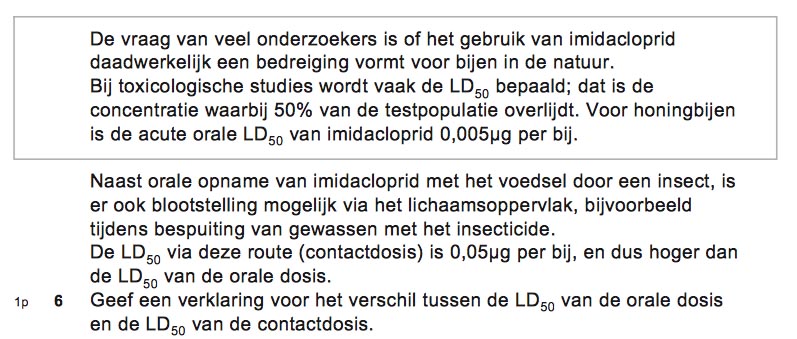 De vraag van veel onderzoekers is of het gebruik van imidacloprid
daadwerkelijk een bedreiging vormt voor bijen in de natuur.
Bij toxicologische studies wordt vaak de LD50 bepaald; dat is de
concentratie waarbij 50% van de testpopulatie overlijdt. Voor honingbijen
is de acute orale LD50 van imidacloprid 0,005µg per bij.
Naast orale opname van imidacloprid met het voedsel door een insect, is
er ook blootstelling mogelijk via het lichaamsoppervlak, bijvoorbeeld
tijdens bespuiting van gewassen met het insecticide.
De LD50 via deze route (contactdosis) is 0,05µg per bij, en dus hoger dan
de LD50 van de orale dosis.
1p 6 Geef een verklaring voor het verschil tussen de LD50 van de orale dosis
en de LD50 van de contactdosis.